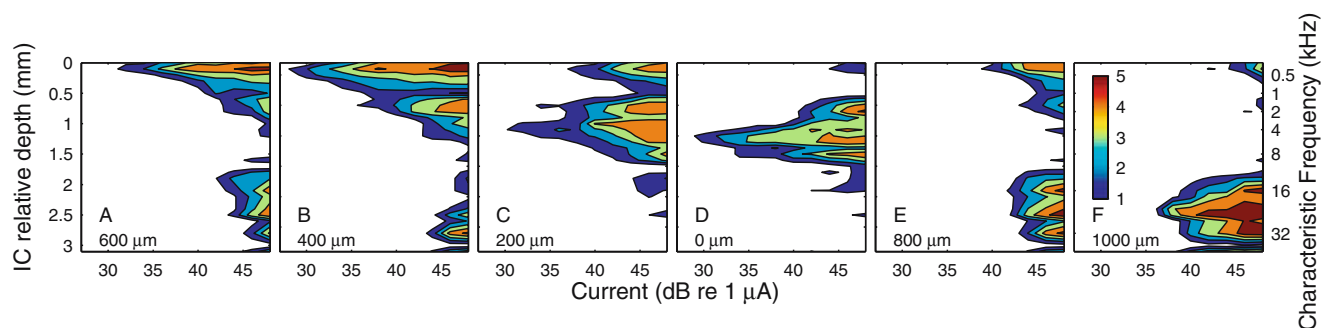 IC relative depth (mm)
0
0.5
1
1.5
2
2.5
3
A
600 μm
30 35 40 45
B
400 μm
30 35 40 45
C
200 μm
30 35 40 45
D
0 μm
30 35 40 45
E
800 μm
30 35 40 45
F
1000 μm
30 35 40 45
5
4
3
2
1
0.5
1
2
4
8
16
32
Characteristic Frequency (kHz)
Current (dB re 1 μA)